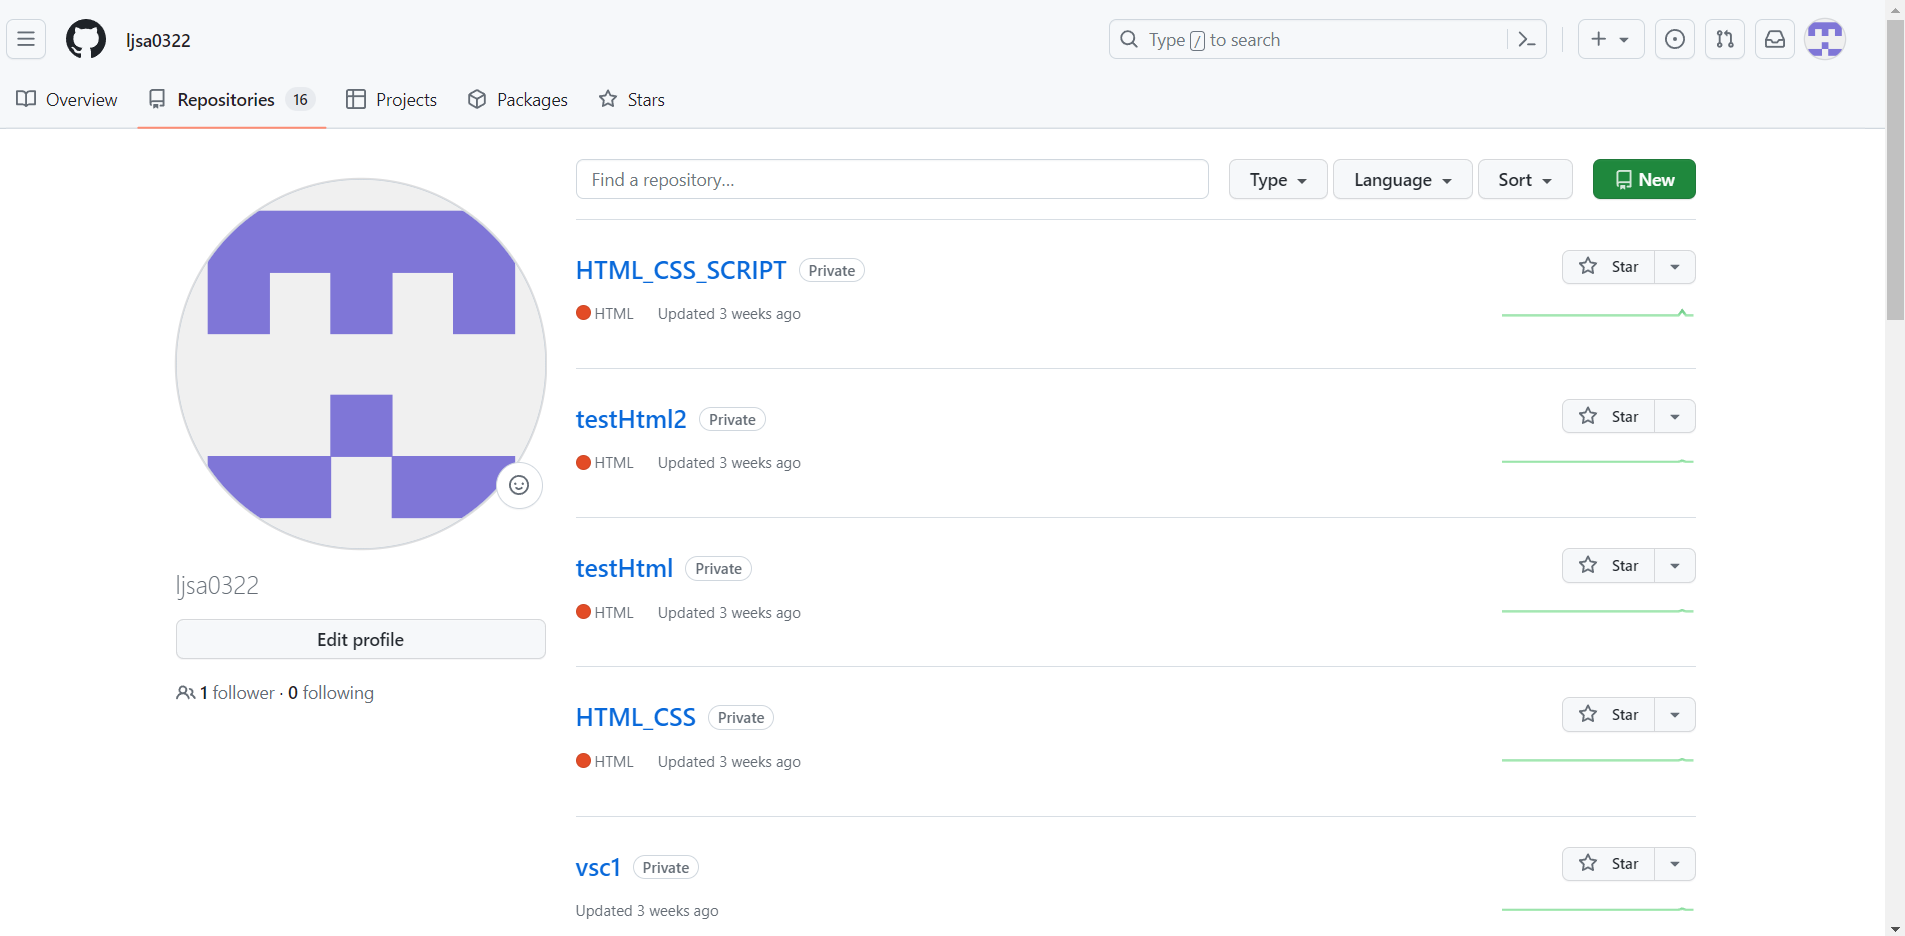 ljsa0322
Type / to search
Overview
Repositories 16
Projects
Packages
Stars
Find a repository...
Type
Language
Sort
New
ljsa0322
Edit profile
1 follower · 0 following
HTML_CSS_SCRIPT Private
Star
HTML Updated 3 weeks ago
testHtml2 Private
Star
HTML Updated 3 weeks ago
testHtml Private
Star
HTML Updated 3 weeks ago
HTML_CSS Private
Star
HTML Updated 3 weeks ago
vsc1 Private
Star
Updated 3 weeks ago